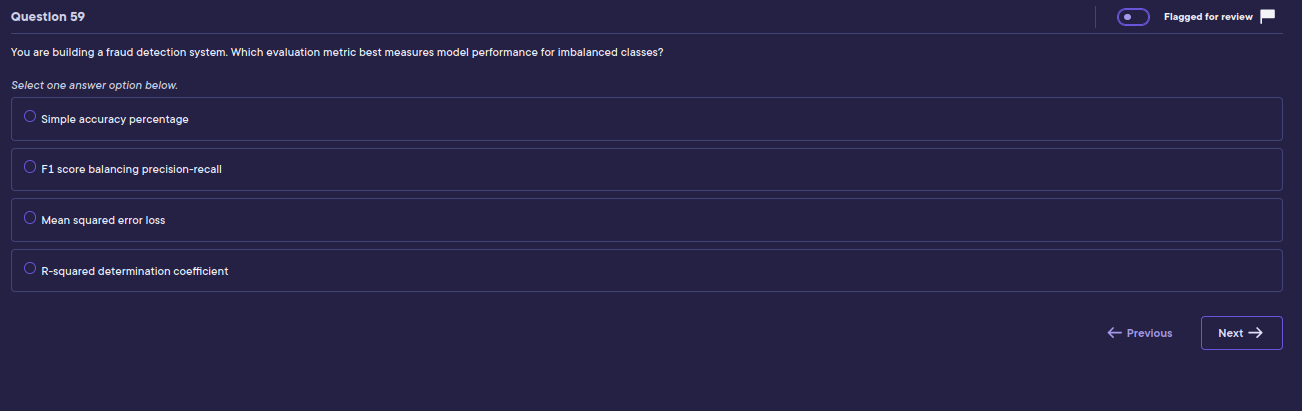 Question 59
Flagged for review
You are building a fraud detection system. Which evaluation metric best measures model performance for imbalanced classes?
Select one answer option below.
Simple accuracy percentage
F1 score balancing precision-recall
Mean squared error loss
R-squared determination coefficient
Previous
Next